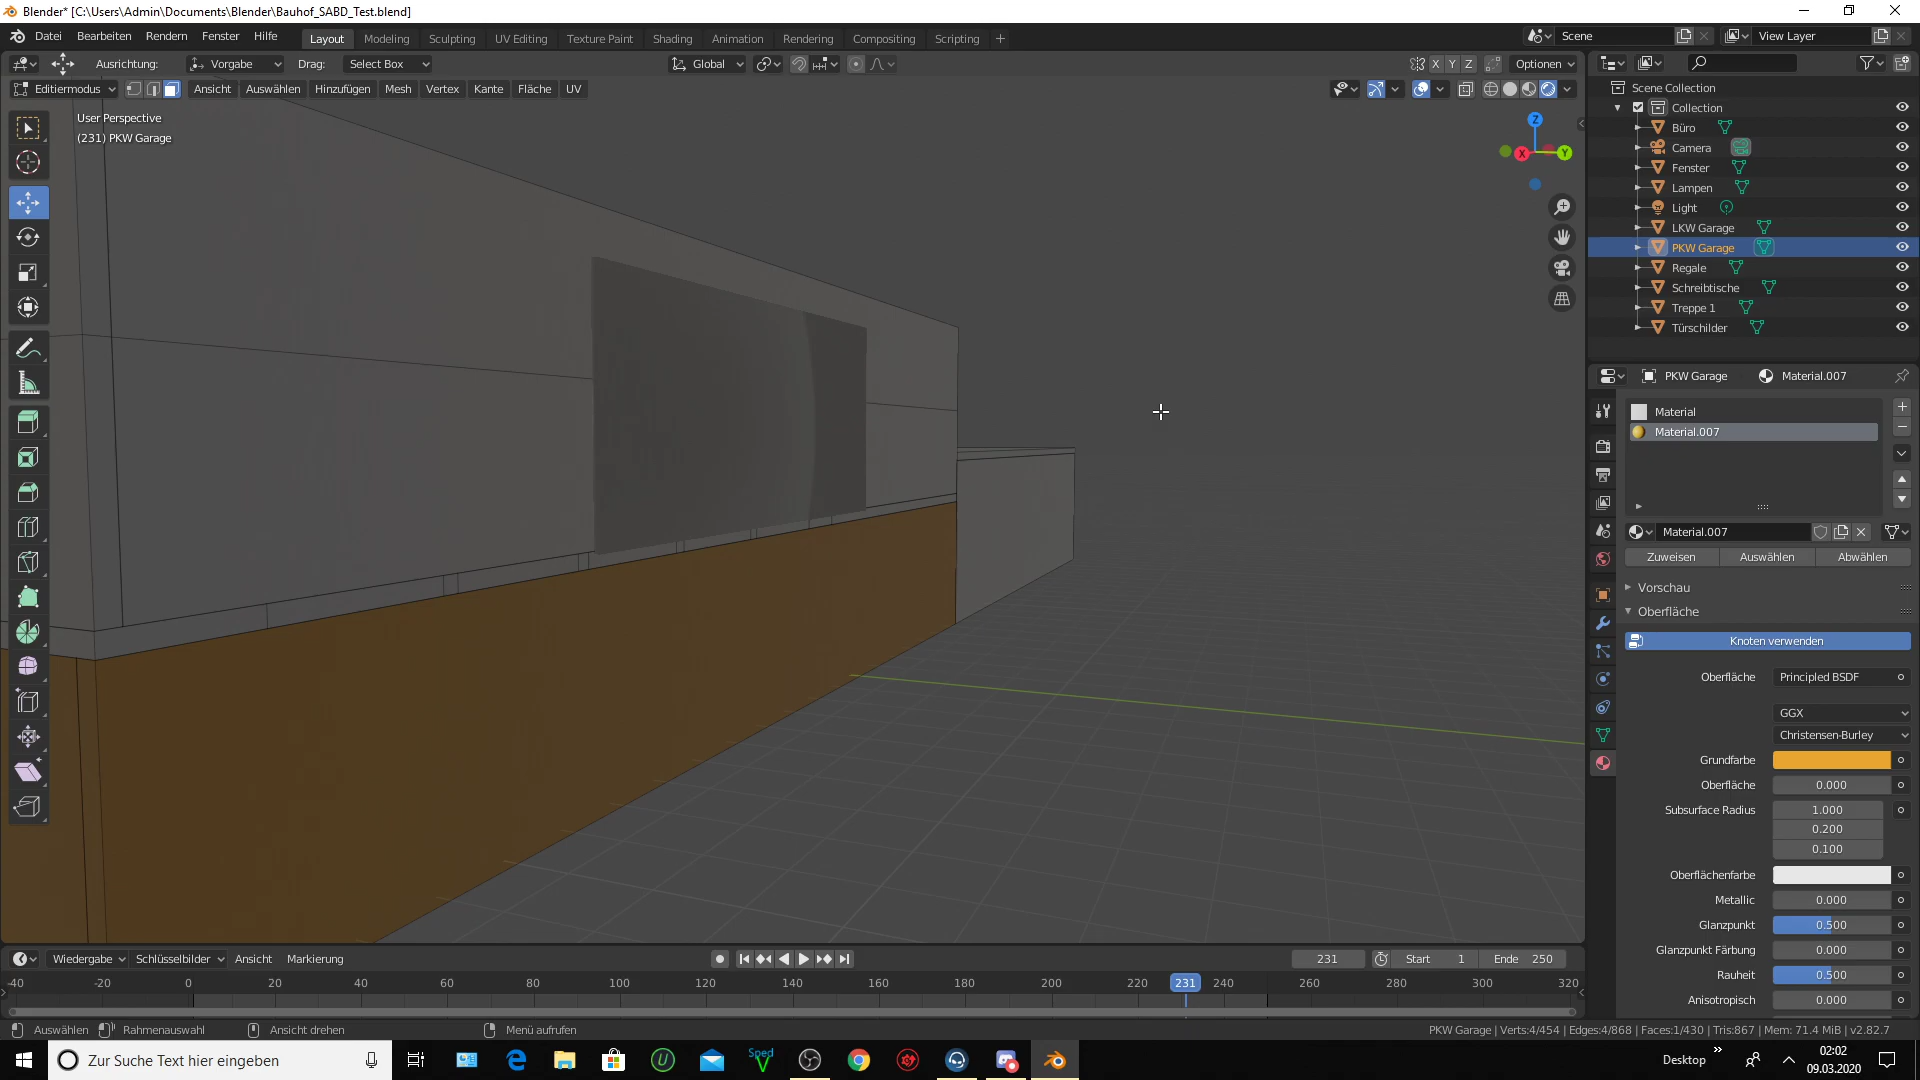 Blender* [C:\Users\Admin\Documents\Blender\Bauhof_SABD_Test.blend]
Datei Bearbeiten Rendern Fenster Hilfe Layout Modeling Sculpting UV Editing Texture Paint Shading Animation Rendering Compositing Scripting + Scene View Layer
Ausrichtung: Vorgabe Drag: Select Box Global X Y Z Optionen
Editiermodus Ansicht Auswählen Hinzufügen Mesh Vertex Kante Fläche UV
User Perspective
(231) PKW Garage
Z
X
Y
Scene Collection
Collection
Büro
Camera
Fenster
Lampen
Light
LKW Garage
PKW Garage
Regale
Schreibtische
Treppe 1
Türschilder
PKW Garage Material.007
Material
Material.007
Material.007
Zuweisen Auswählen Abwählen
Vorschau
Oberfläche
Knoten verwenden
Oberfläche Principled BSDF
GGX
Christensen-Burley
Grundfarbe
Oberfläche 0.000
Subsurface Radius 1.000
0.200
0.100
Oberflächenfarbe
Metallic 0.000
Glanzpunkt 0.500
Glanzpunkt Färbung 0.000
Rauheit 0.500
Anisotropisch 0.000
Wiedergabe Schlüsselbilder Ansicht Markierung 231 Start 1 Ende 250
-40 -20 0 20 40 60 80 100 120 140 160 180 200 220 231 240 260 280 300 320
Auswählen Rahmenauswahl Ansicht drehen Menü aufrufen PKW Garage | Verts:4/454 | Edges:4/868 | Faces:1/430 | Tris:867 | Mem: 71.4 MiB | v2.82.7
Zur Suche Text hier eingeben Sped V Desktop 02:02
09.03.2020